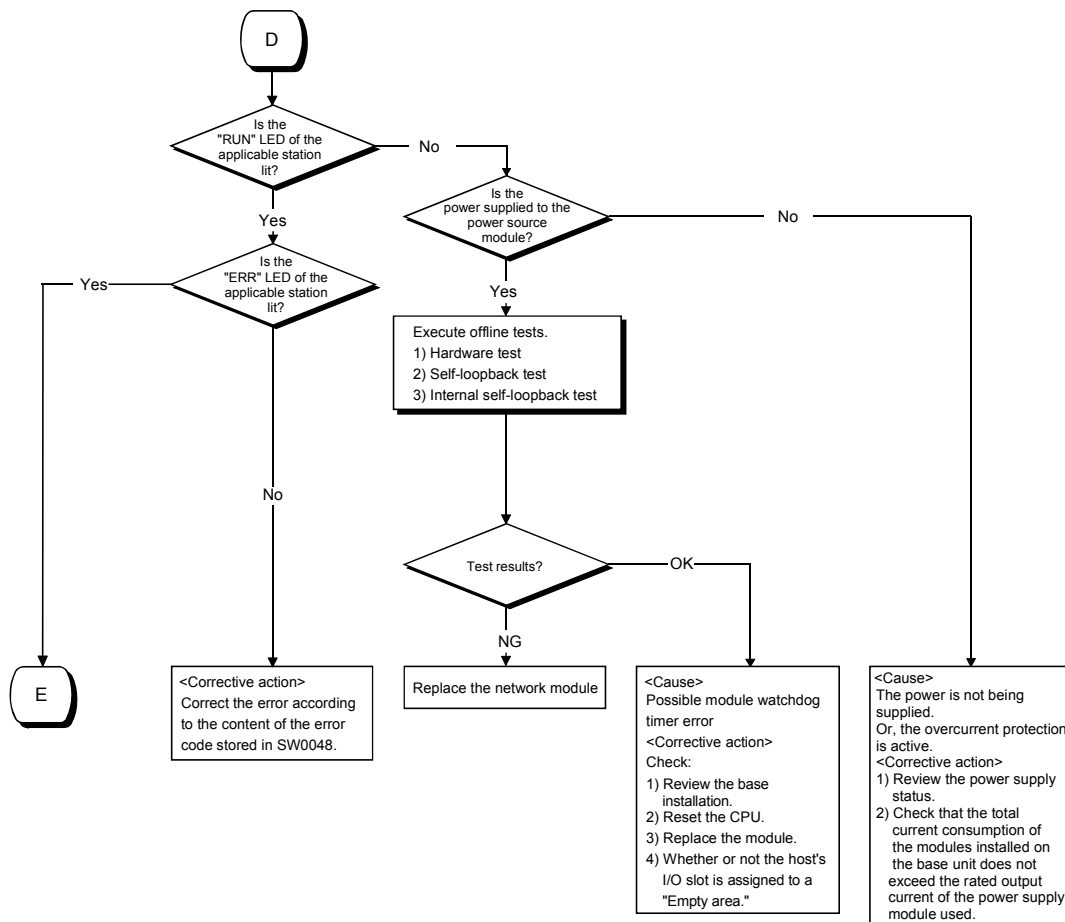 D
Is the
"RUN" LED of the
applicable station
lit?
No
Is the
power supplied to the
power source
module?
No
Yes
Is the
"ERR" LED of the
applicable station
lit?
Yes
Yes
Execute offline tests.
1) Hardware test
2) Self-loopback test
3) Internal self-loopback test
No
Test results?
OK
NG
E
<Corrective action>
Correct the error according
to the content of the error
code stored in SW0048.
Replace the network module
<Cause>
Possible module watchdog
timer error
<Corrective action>
Check:
1) Review the base
installation.
2) Reset the CPU.
3) Replace the module.
4) Whether or not the host's
I/O slot is assigned to a
"Empty area."
<Cause>
The power is not being
supplied.
Or, the overcurrent protection
is active.
<Corrective action>
1) Review the power supply
status.
2) Check that the total
current consumption of
the modules installed on
the base unit does not
exceed the rated output
current of the power supply
module used.